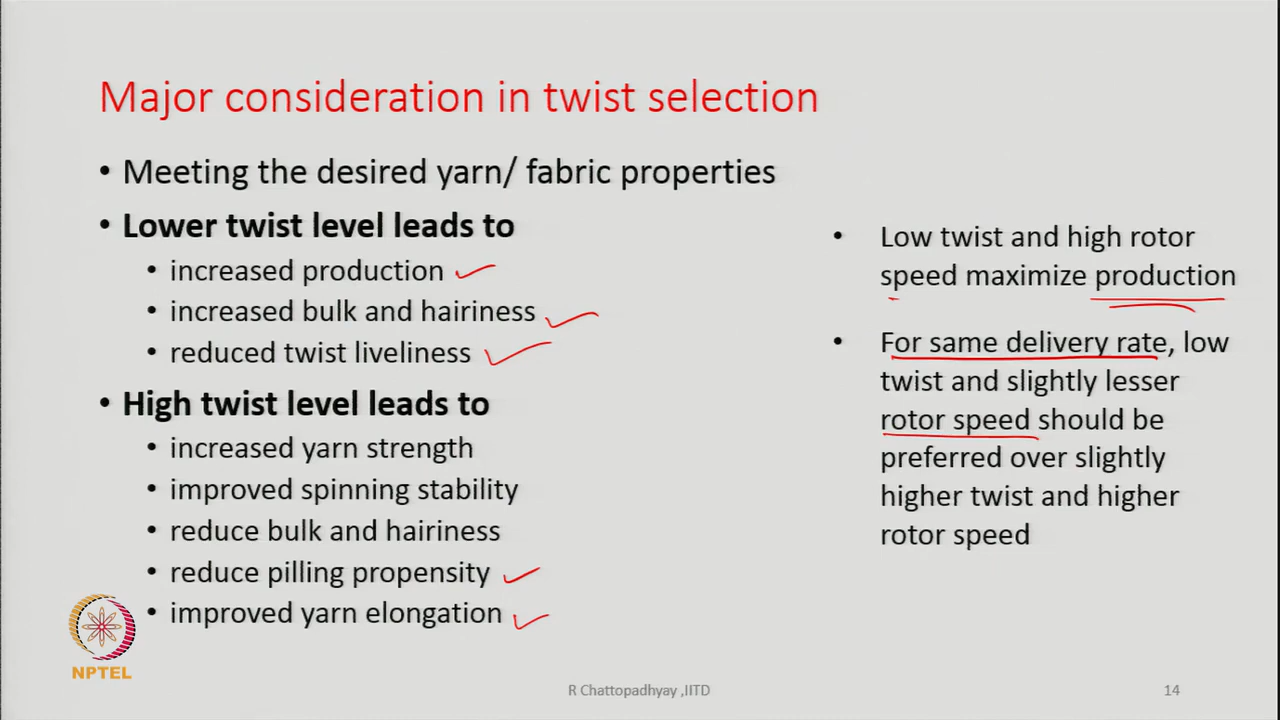 Major consideration in twist selection
• Meeting the desired yarn/ fabric properties
• Lower twist level leads to
• increased production
• increased bulk and hairiness
• reduced twist liveliness
• High twist level leads to
• increased yarn strength
• improved spinning stability
• reduce bulk and hairiness
• reduce pilling propensity
• improved yarn elongation
• Low twist and high rotor
speed maximize production
• For same delivery rate, low
twist and slightly lesser
rotor speed should be
preferred over slightly
higher twist and higher
rotor speed
NPTEL
R Chattopadhyay ,IITD
14